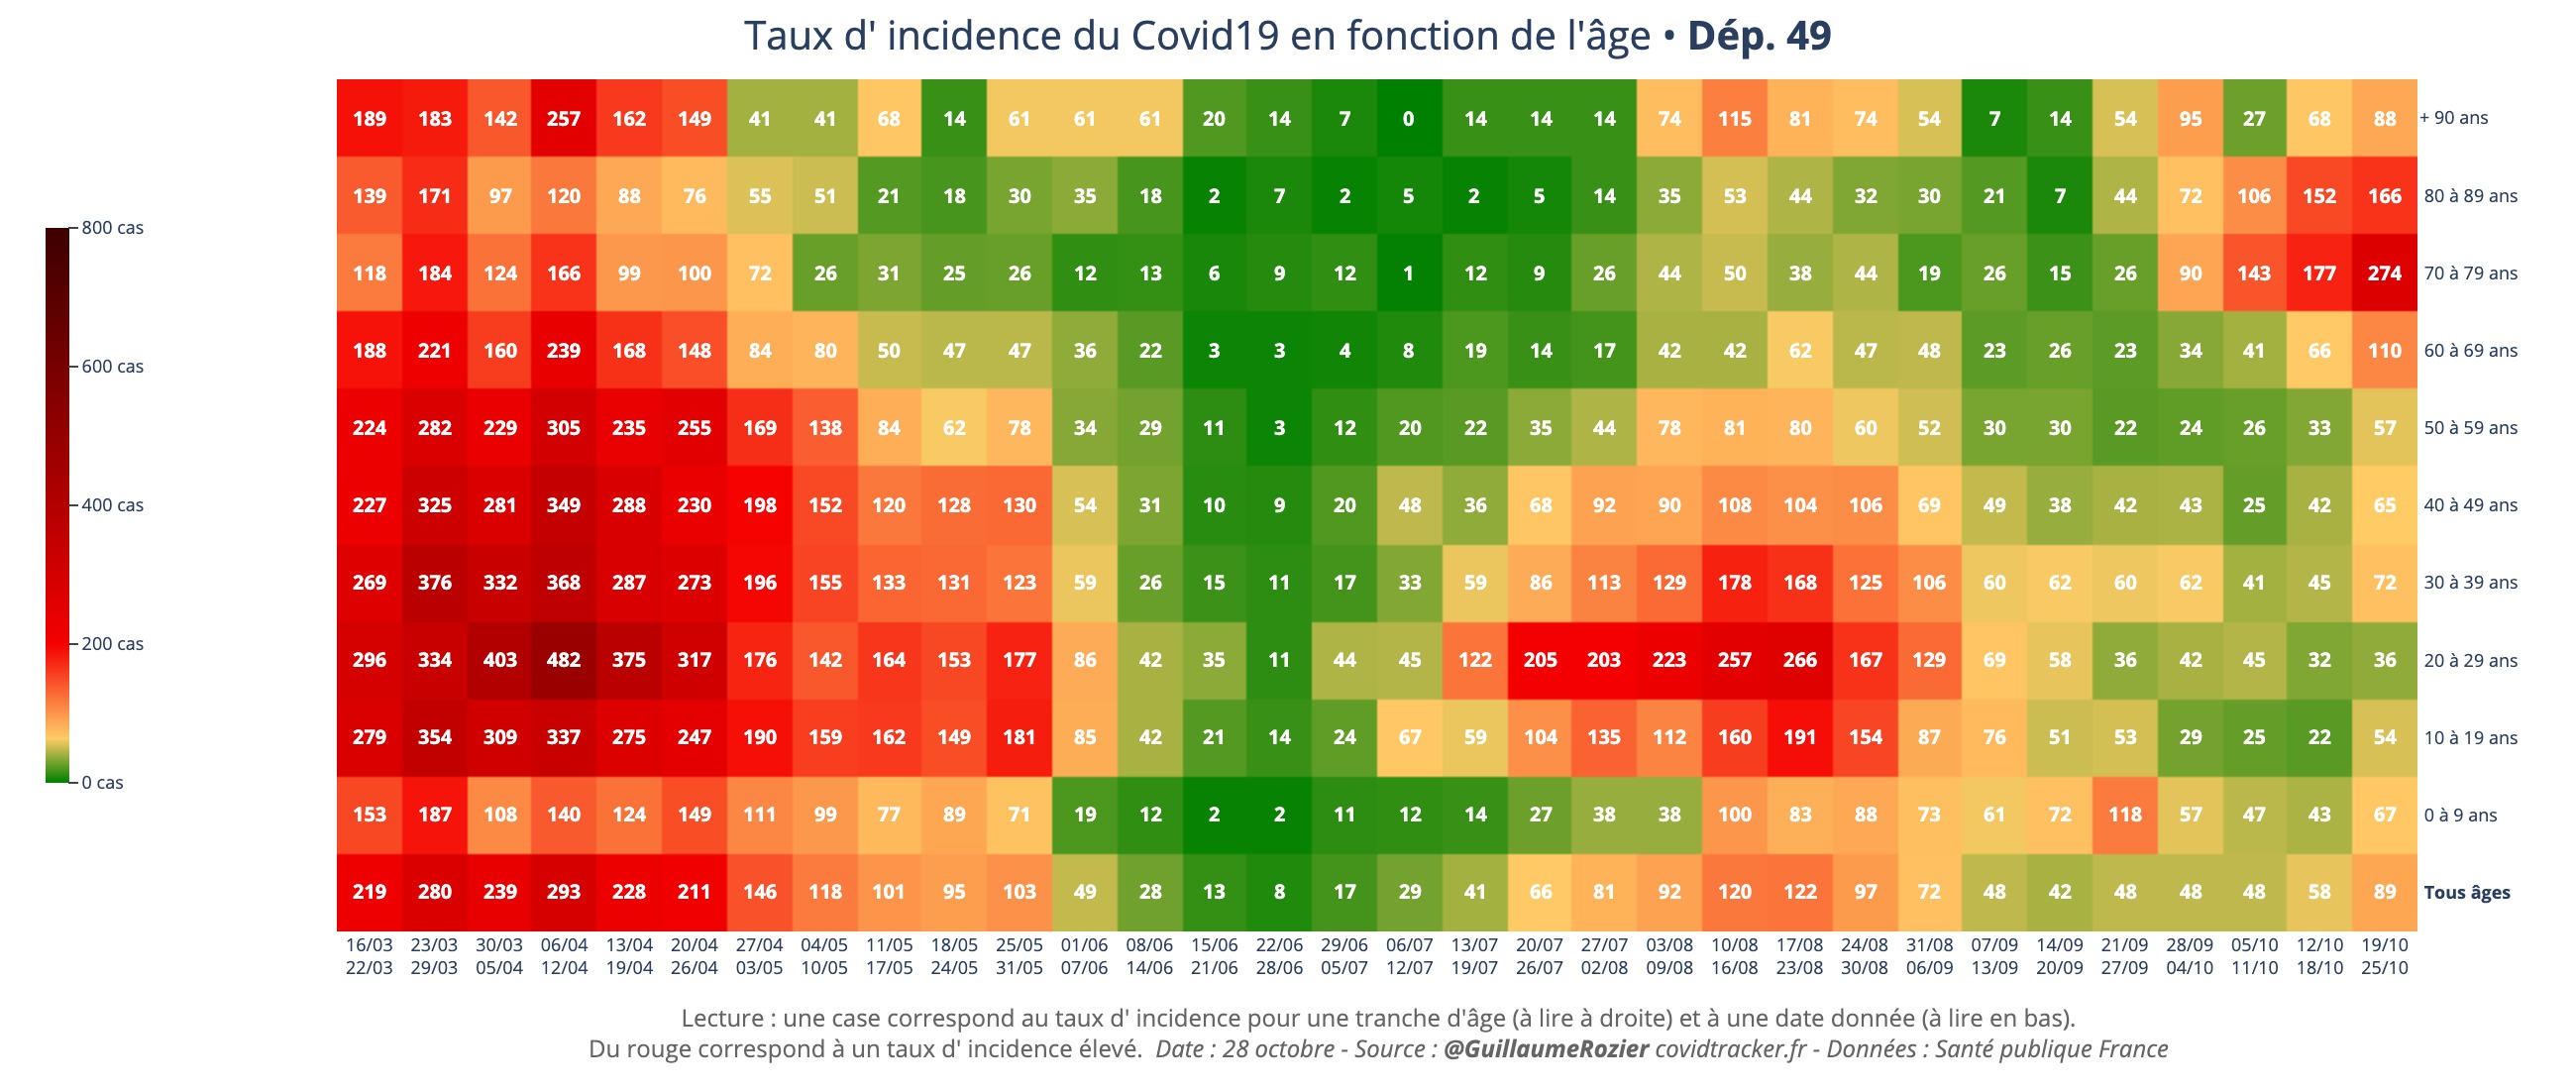 Taux d' incidence du Covid19 en fonction de l'âge • Dép. 49
800 cas
600 cas
400 cas
200 cas
0 cas
189 183 142 257 162 149 41 41 68 14 61 61 61 20 14 7 0 14 14 14 74 115 81 74 54 7 14 54 95 27 68 88 + 90 ans
139 171 97 120 88 76 55 51 21 18 30 35 18 2 7 2 5 2 5 14 35 53 44 32 30 21 7 44 72 106 152 166 80 à 89 ans
118 184 124 166 99 100 72 26 31 25 26 12 13 6 9 12 1 12 9 26 44 50 38 44 19 26 15 26 90 143 177 274 70 à 79 ans
188 221 160 239 168 148 84 80 50 47 47 36 22 3 3 4 8 19 14 17 42 42 62 47 48 23 26 23 34 41 66 110 60 à 69 ans
224 282 229 305 235 255 169 138 84 62 78 34 29 11 3 12 20 22 35 44 78 81 80 60 52 30 30 22 24 26 33 57 50 à 59 ans
227 325 281 349 288 230 198 152 120 128 130 54 31 10 9 20 48 36 68 92 90 108 104 106 69 49 38 42 43 25 42 65 40 à 49 ans
269 376 332 368 287 273 196 155 133 131 123 59 26 15 11 17 33 59 86 113 129 178 168 125 106 60 62 60 62 41 45 72 30 à 39 ans
296 334 403 482 375 317 176 142 164 153 177 86 42 35 11 44 45 122 205 203 223 257 266 167 129 69 58 36 42 45 32 36 20 à 29 ans
279 354 309 337 275 247 190 159 162 149 181 85 42 21 14 24 67 59 104 135 112 160 191 154 87 76 51 53 29 25 22 54 10 à 19 ans
153 187 108 140 124 149 111 99 77 89 71 19 12 2 2 11 12 14 27 38 38 100 83 88 73 61 72 118 57 47 43 67 0 à 9 ans
219 280 239 293 228 211 146 118 101 95 103 49 28 13 8 17 29 41 66 81 92 120 122 97 72 48 42 48 48 48 58 89 Tous âges
16/03 23/03 30/03 06/04 13/04 20/04 27/04 04/05 11/05 18/05 25/05 01/06 08/06 15/06 22/06 29/06 06/07 13/07 20/07 27/07 03/08 10/08 17/08 24/08 31/08 07/09 14/09 21/09 28/09 05/10 12/10 19/10
22/03 29/03 05/04 12/04 19/04 26/04 03/05 10/05 17/05 24/05 31/05 07/06 14/06 21/06 28/06 05/07 12/07 19/07 26/07 02/08 09/08 16/08 23/08 30/08 06/09 13/09 20/09 27/09 04/10 11/10 18/10 25/10
Lecture : une case correspond au taux d' incidence pour une tranche d'âge (à lire à droite) et à une date donnée (à lire en bas).
Du rouge correspond à un taux d' incidence élevé. Date : 28 octobre - Source : @GuillaumeRozier covidtracker.fr - Données : Santé publique France